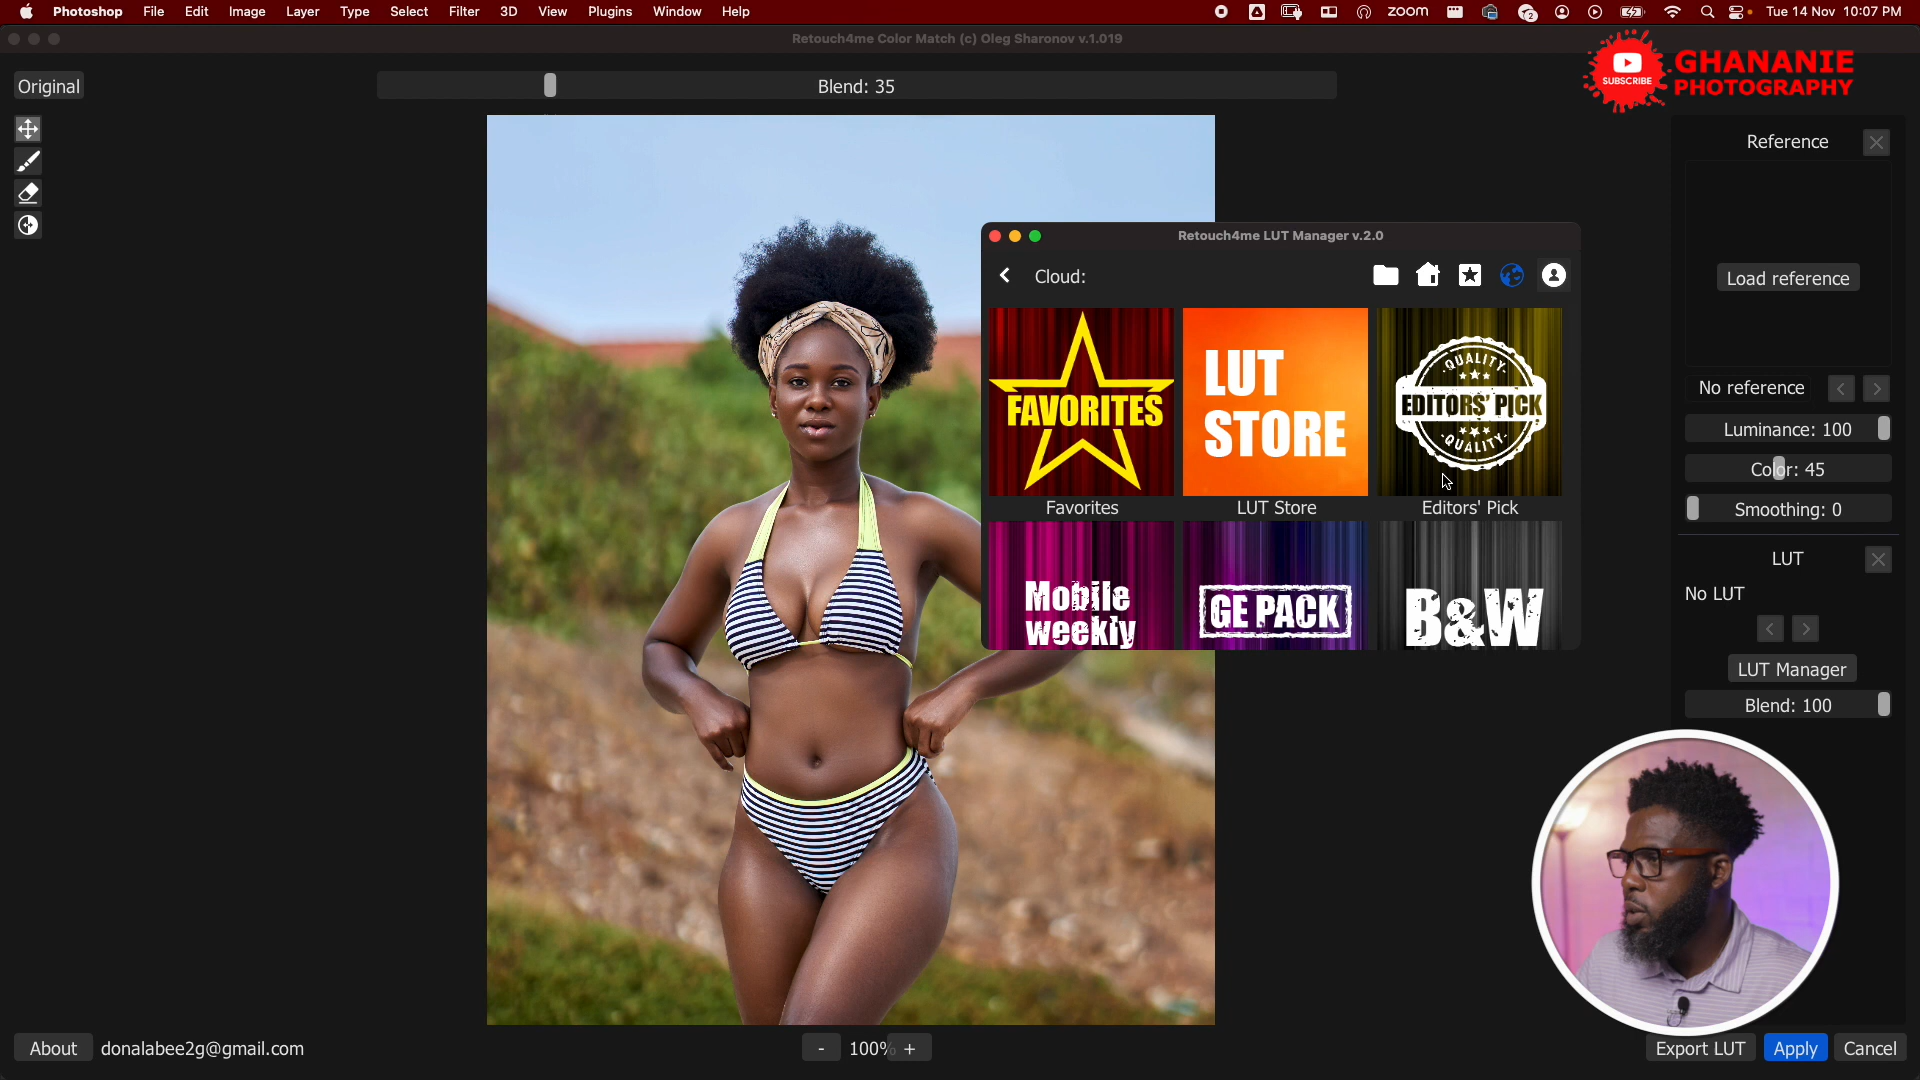 Photoshop File Edit Image Layer Type Select Filter 3D View Plugins Window Help
zoom 2 Tue 14 Nov 10:07 PM
Retouch4me Color Match (c) Oleg Sharonov v.1.019
SUBSCRIBE
GHANANIE
PHOTOGRAPHY
Original
Blend: 35
Reference
Load reference
No reference
Luminance: 100
Color: 45
Smoothing: 0
LUT
No LUT
LUT Manager
Blend: 100
Retouch4me LUT Manager v.2.0
Cloud:
FAVORITES
Favorites
LUT
STORE
LUT Store
QUALITY
EDITORS' PICK
QUALITY
Editors' Pick
Mobile
weekly
GE PACK
B&W
About donalabee2g@gmail.com
- 100% +
Export LUT Apply Cancel